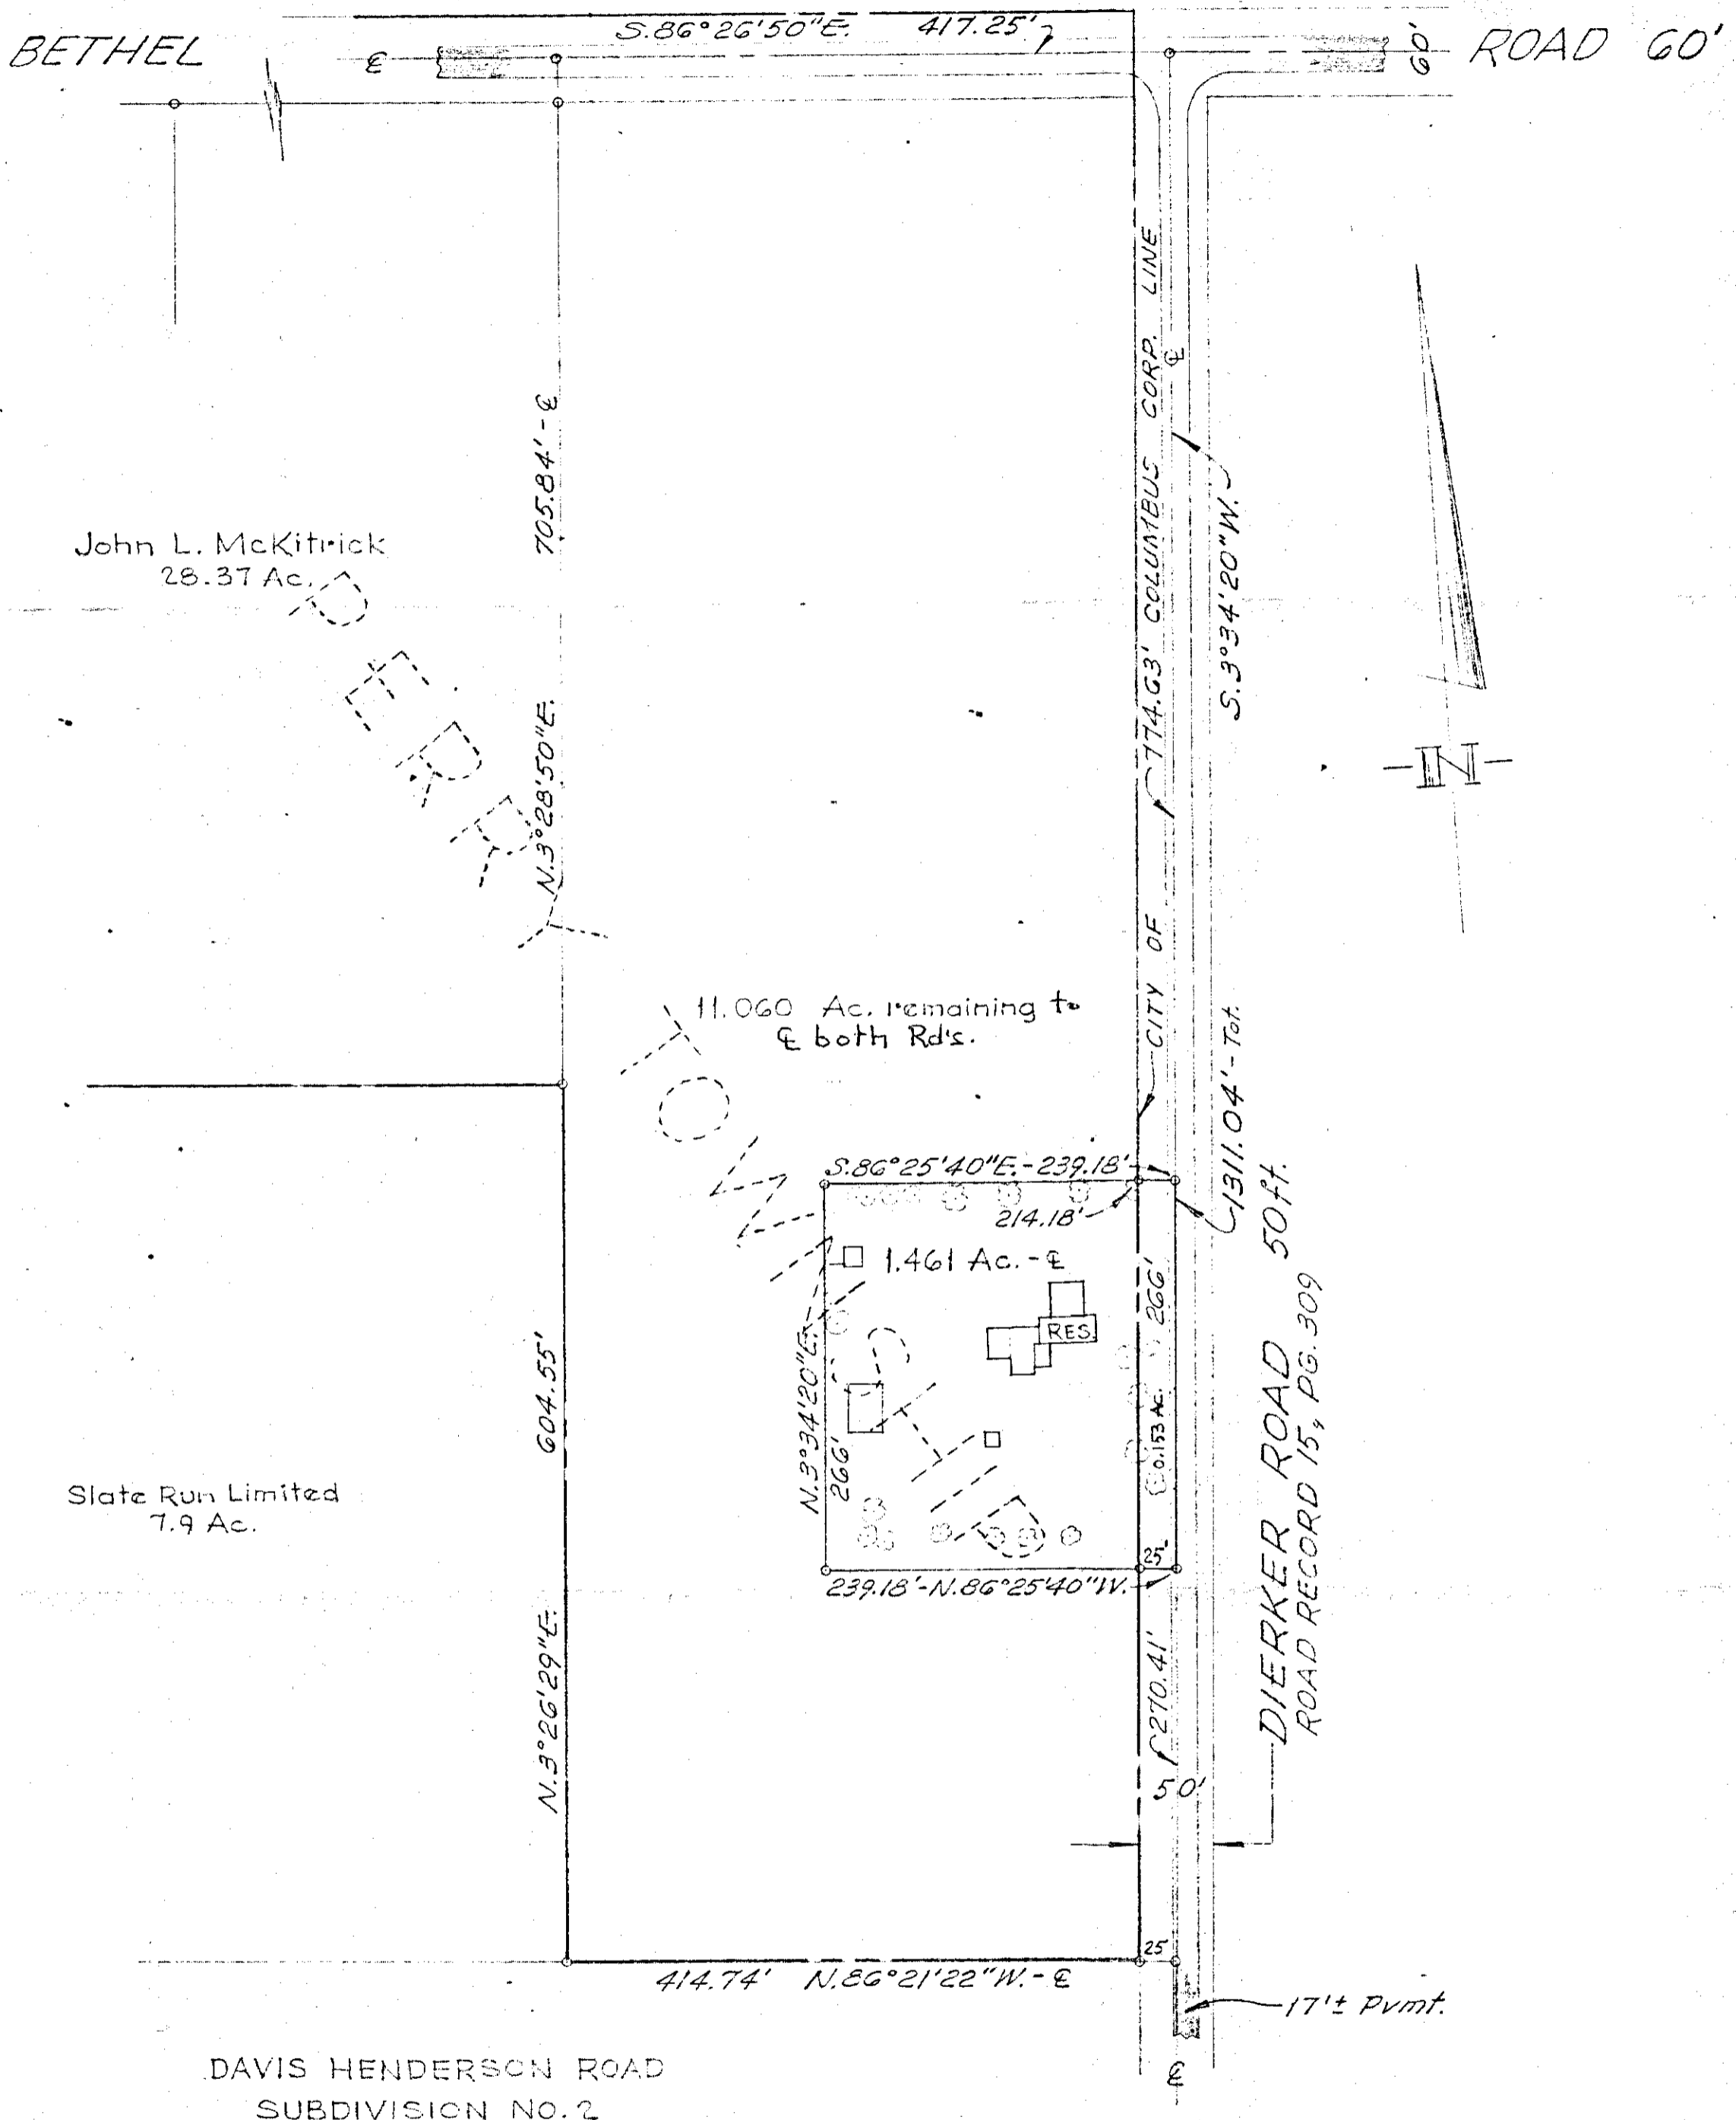 S.86°26'50"E. 417.25'
BETHEL
℄
60'
ROAD 60'
CITY OF COLUMBUS CORP. LINE
℄
774.63'
S.3°34'20"W.
705.84'-℄
N.3°28'50"E.
John L. McKitrick
28.37 Ac.
PERRY
TOWNSHIP
-N-
11.060 Ac. remaining to
℄ both Rd's.
1311.04'-Tot.
S.86°25'40"E.-239.18'
214.18'
1.461 Ac.-℄
RES.
266'
0.153 Ac.
N.3°34'20"E.
266'
25'
239.18'-N.86°25'40"W.
604.55'
N.3°26'29"E.
Slate Run Limited
7.9 Ac.
DIERKER ROAD 50ft.
ROAD RECORD 15, PG. 309
270.41'
50'
25'
414.74' N.86°21'22"W.-℄
17'± Pvmt.
℄
DAVIS HENDERSON ROAD
SUBDIVISION NO. 2